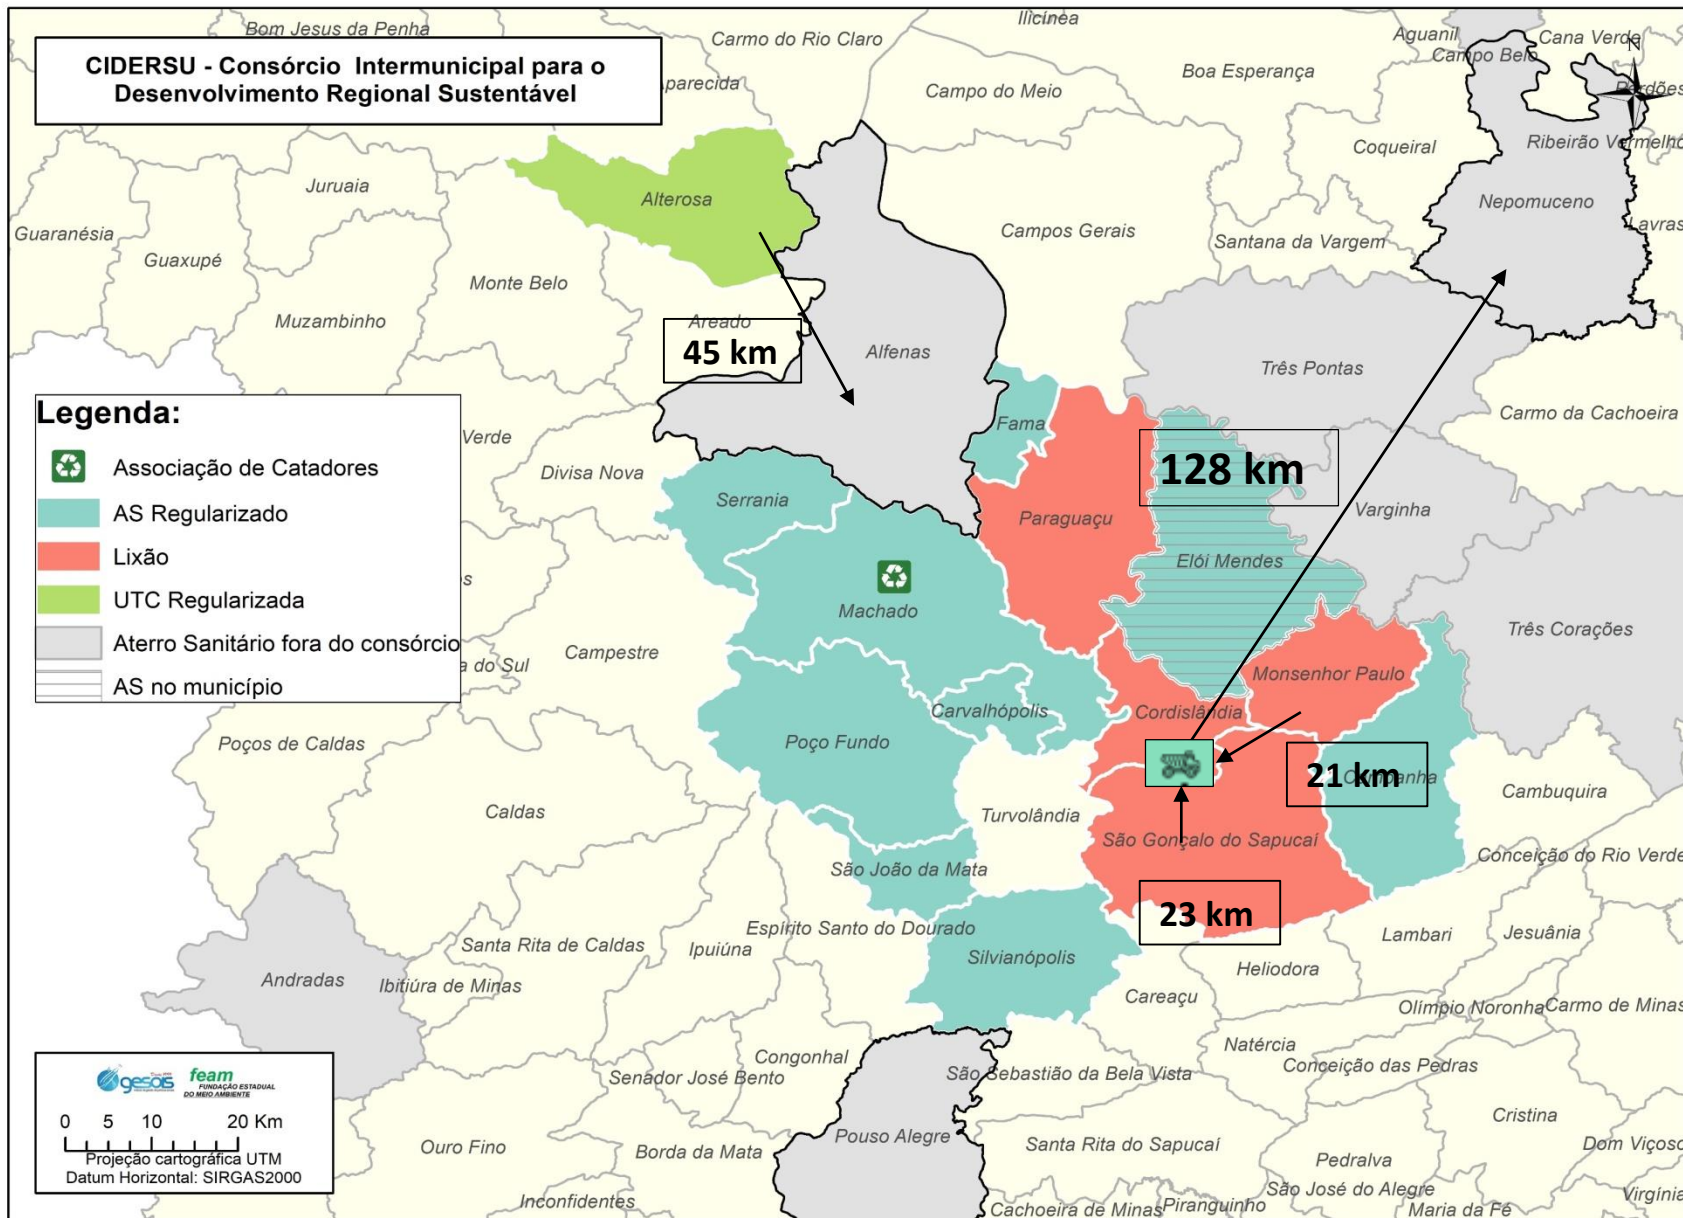 Bom Jesus da Penha
Ilicínea
Carmo do Rio Claro
Aguanil
Cana Verde
Campo Belo
N
CIDERSU - Consórcio Intermunicipal para o
Desenvolvimento Regional Sustentável
Aparecida
Boa Esperança
Campo do Meio
Perdões
Ribeirão Vermelho
Coqueiral
Juruaia
Alterosa
Nepomuceno
Guaranésia
Guaxupé
Campos Gerais
Santana da Vargem
Lavras
Monte Belo
Muzambinho
Areado
45 km
Alfenas
Três Pontas
Legenda:
Associação de Catadores
AS Regularizado
Lixão
UTC Regularizada
Aterro Sanitário fora do consórcio
AS no município
Verde
Fama
Carmo da Cachoeira
Divisa Nova
Serrania
128 km
Paraguaçu
Varginha
Elói Mendes
os
Machado
Três Corações
Campestre
a do Sul
Monsenhor Paulo
Carvalhópolis
Cordislândia
Poços de Caldas
Poço Fundo
21 km
Campanha
Cambuquira
Caldas
Turvolândia
São Gonçalo do Sapucaí
São João da Mata
Conceição do Rio Verde
23 km
Espírito Santo do Dourado
Santa Rita de Caldas
Ipuiúna
Lambari
Jesuânia
Silvianópolis
Heliodora
Andradas
Ibitiúra de Minas
Careaçu
Olímpio Noronha
Carmo de Minas
Natércia
Congonhal
Senador José Bento
São Sebastião da Bela Vista
Conceição das Pedras
gesois
feam
FUNDAÇÃO ESTADUAL
DO MEIO AMBIENTE
0 5 10 20 Km
Projeção cartográfica UTM
Datum Horizontal: SIRGAS2000
Cristina
Ouro Fino
Borda da Mata
Pouso Alegre
Santa Rita do Sapucaí
Dom Viçoso
Pedralva
São José do Alegre
Virgínia
Inconfidentes
Cachoeira de Minas
Piranguinho
Maria da Fé